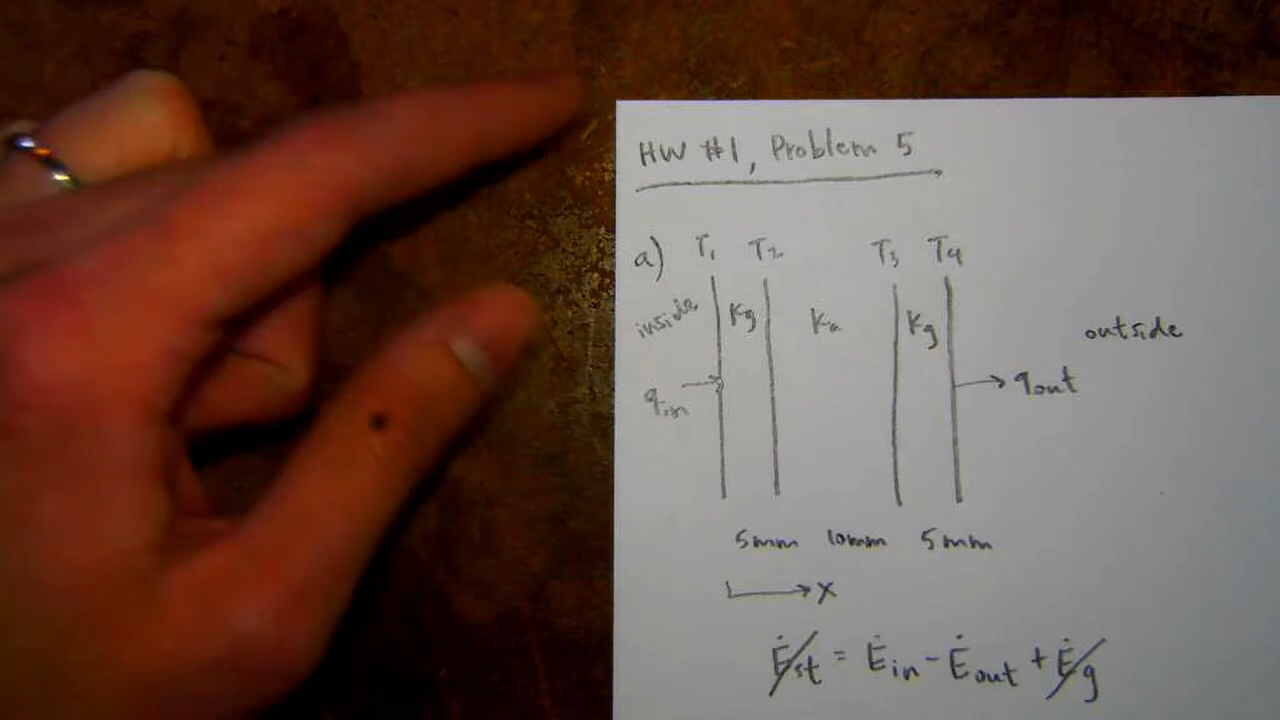 HW #1, Problem 5
a) T1 T2 T3 T4
inside kg ka kg outside
qin qout
5mm 10mm 5mm
x
Ėst = Ėin - Ėout + Ėg